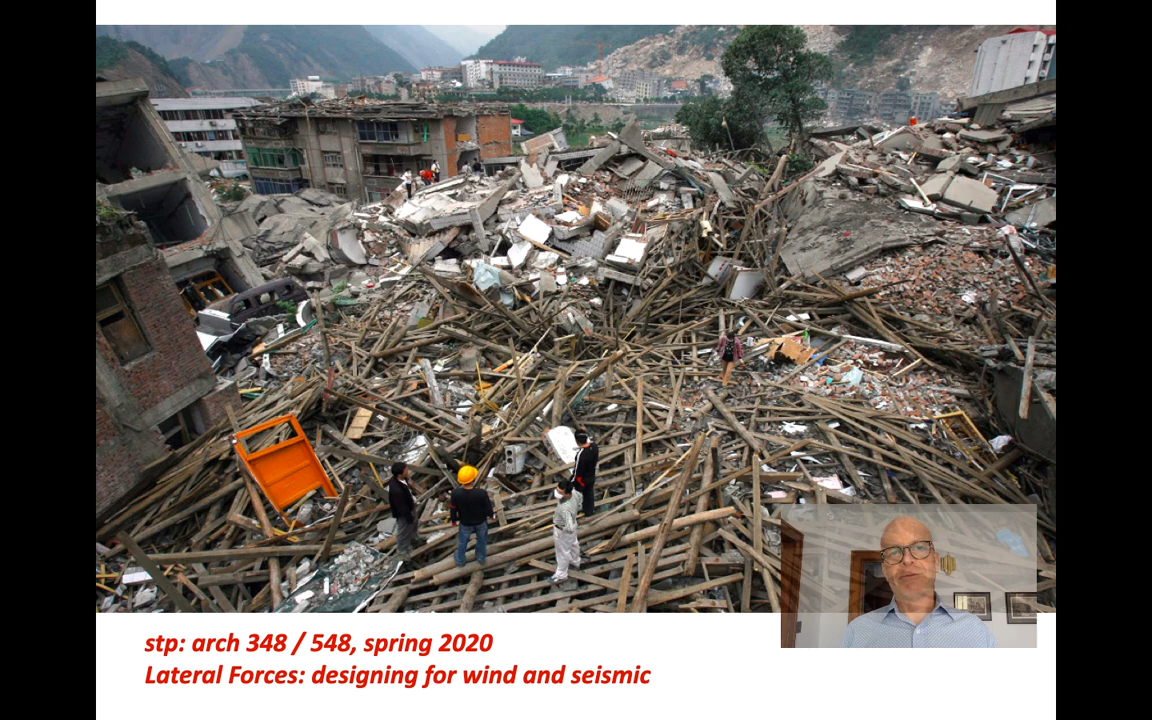 stp: arch 348 / 548, spring 2020
Lateral Forces: designing for wind and seismic